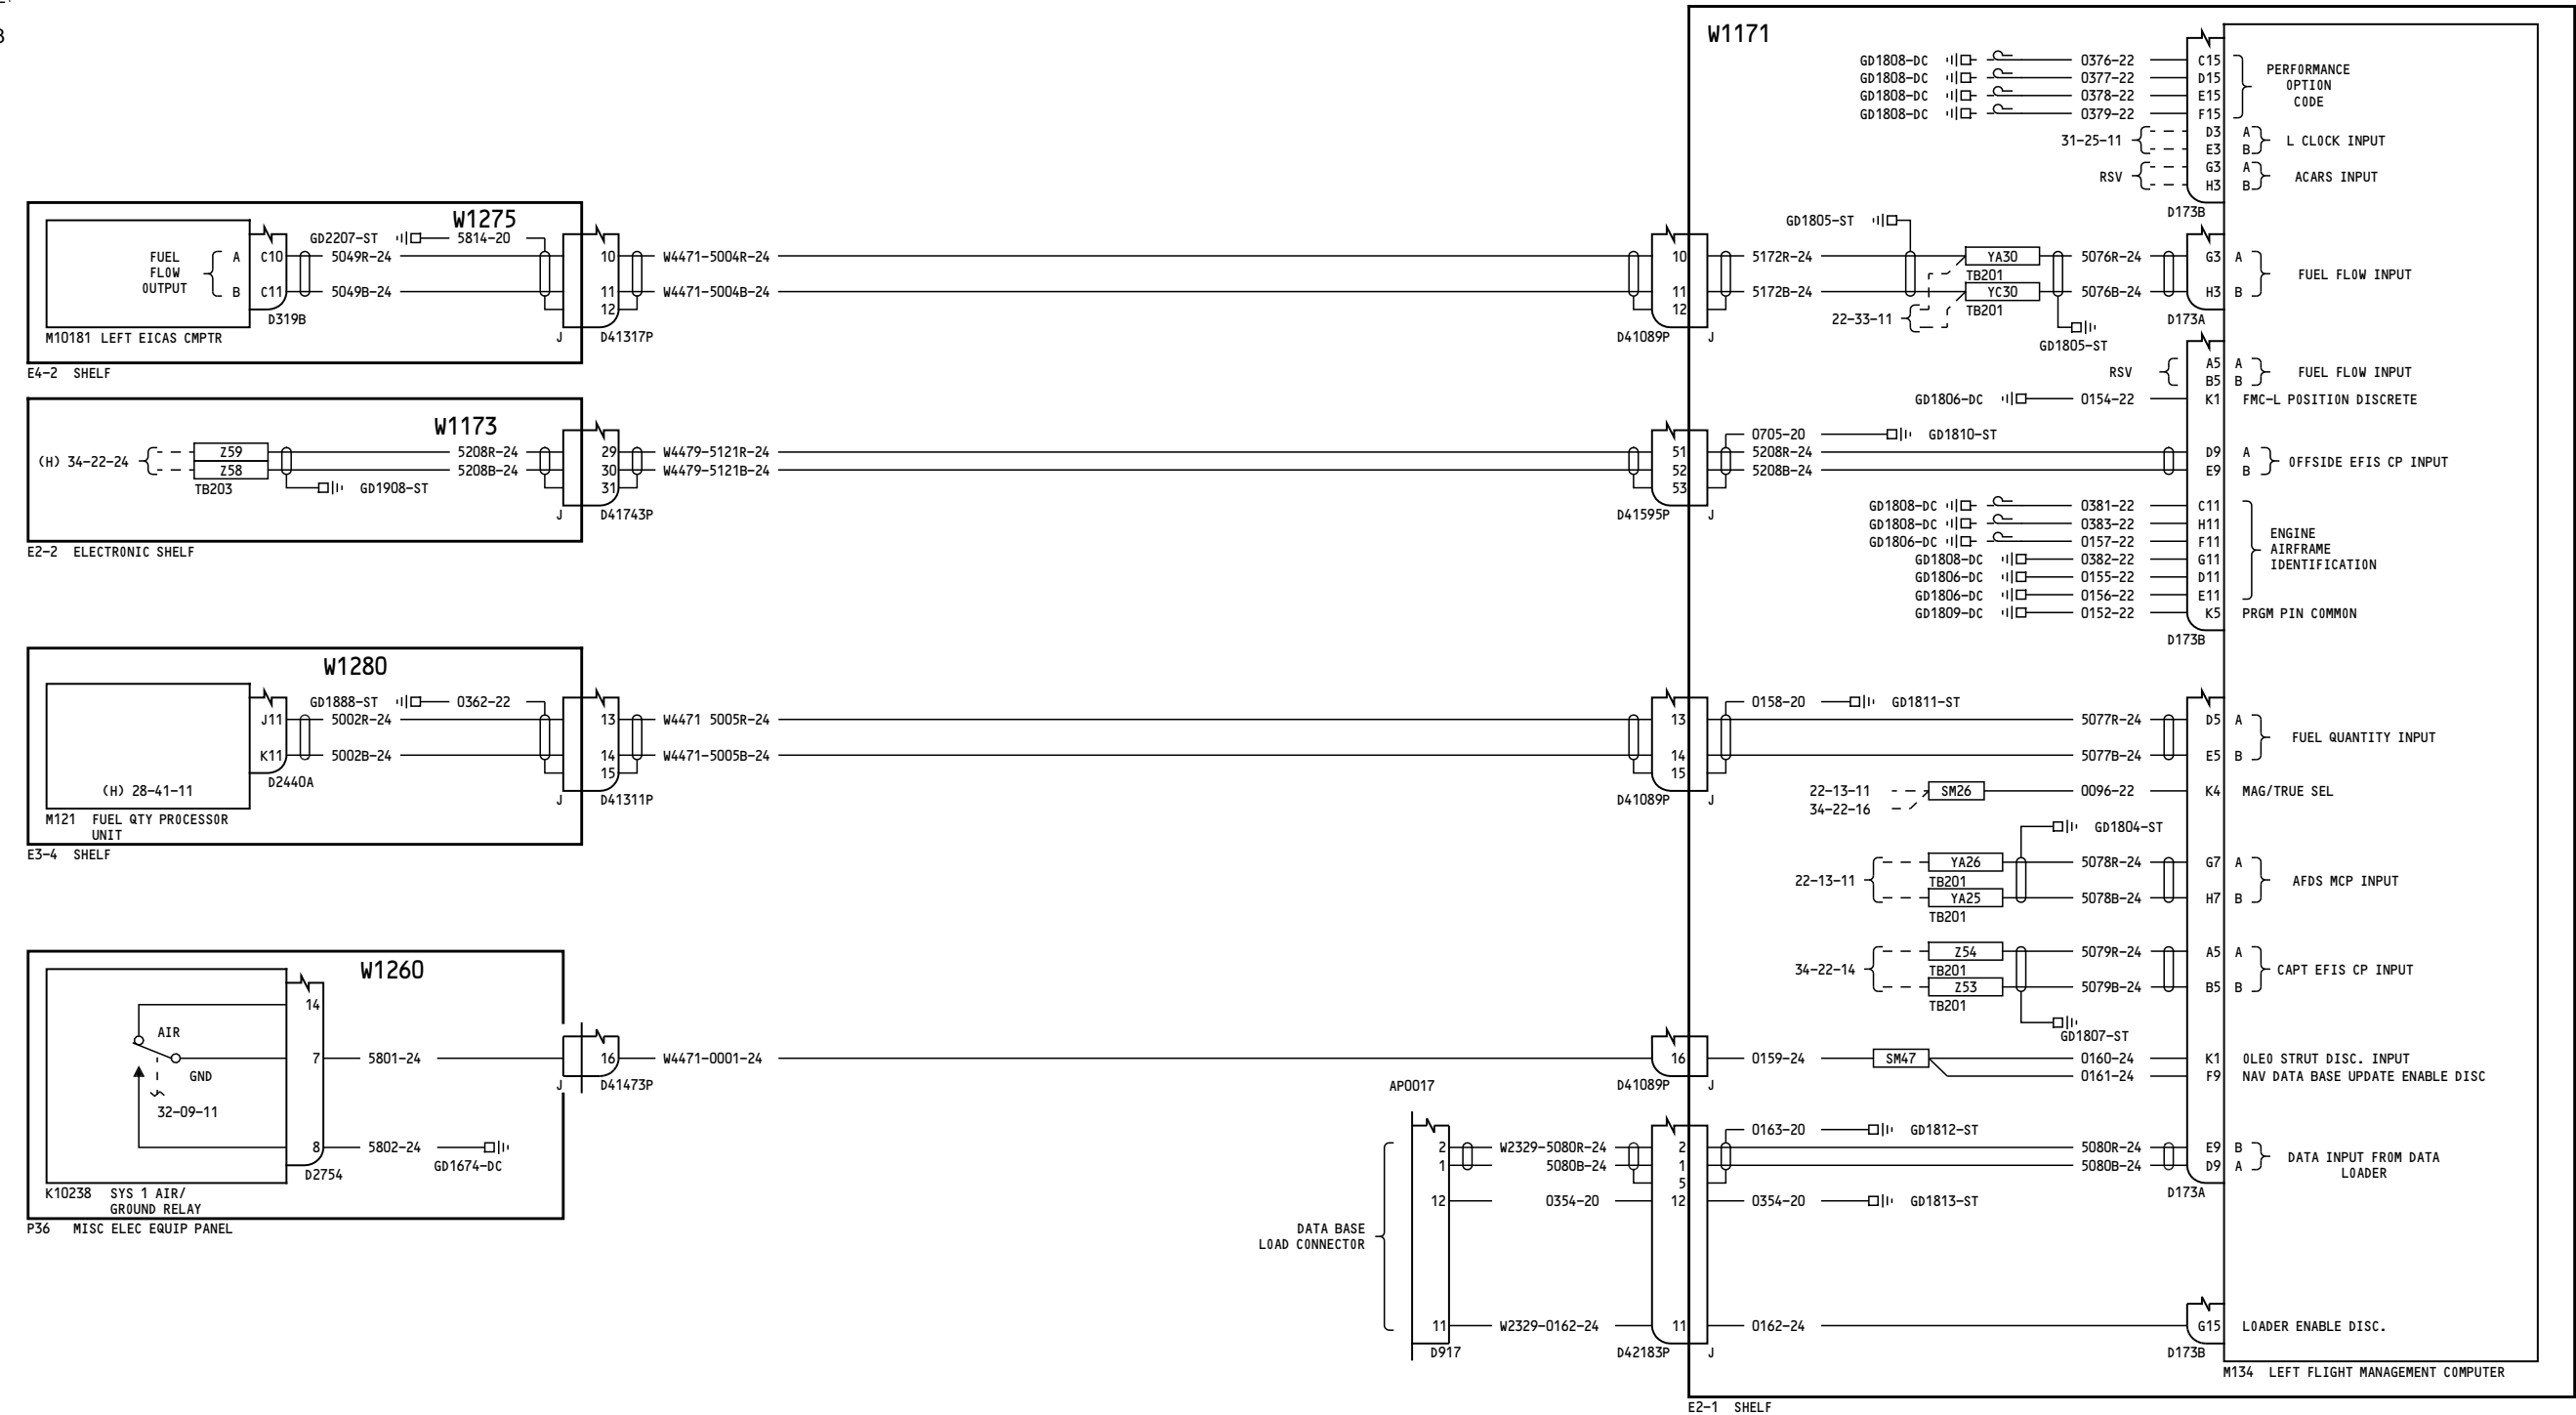 W1171
GD1808-DC 0376-22 C15
GD1808-DC 0377-22 D15
GD1808-DC 0378-22 E15
GD1808-DC 0379-22 F15
PERFORMANCE
OPTION
CODE
31-25-11 D3 A
E3 B
L CLOCK INPUT
RSV G3 A
H3 B
ACARS INPUT
D173B
W1275
FUEL
FLOW
OUTPUT
A C10 5049R-24
B C11 5049B-24
GD2207-ST 5814-20
D319B
M10181 LEFT EICAS CMPTR
E4-2 SHELF
10 W4471-5004R-24
11 W4471-5004B-24
12
J D41317P
10 5172R-24
11 5172B-24
12
D41089P J
GD1805-ST
YA30
TB201
YC30
TB201
22-33-11
5076R-24 G3 A
5076B-24 H3 B
FUEL FLOW INPUT
D173A
GD1805-ST
RSV A5 A
B5 B
FUEL FLOW INPUT
GD1806-DC 0154-22 K1 FMC-L POSITION DISCRETE
W1173
(H) 34-22-24
Z59 5208R-24
Z58 5208B-24
TB203
GD1908-ST
29 W4479-5121R-24
30 W4479-5121B-24
31
J D41743P
E2-2 ELECTRONIC SHELF
0705-20 GD1810-ST
51 5208R-24
52 5208B-24
53
D41595P J
D9 A
E9 B
OFFSIDE EFIS CP INPUT
GD1808-DC 0381-22 C11
GD1808-DC 0383-22 H11
GD1806-DC 0157-22 F11
GD1808-DC 0382-22 G11
GD1806-DC 0155-22 D11
GD1806-DC 0156-22 E11
ENGINE
AIRFRAME
IDENTIFICATION
GD1809-DC 0152-22 K5 PRGM PIN COMMON
D173B
W1280
GD1888-ST 0362-22
J11 5002R-24
K11 5002B-24
D2440A
(H) 28-41-11
M121 FUEL QTY PROCESSOR
UNIT
E3-4 SHELF
13 W4471 5005R-24
14 W4471-5005B-24
15
J D41311P
0158-20 GD1811-ST
13
14
15
D41089P J
5077R-24 D5 A
5077B-24 E5 B
FUEL QUANTITY INPUT
22-13-11
34-22-16
SM26 0096-22 K4 MAG/TRUE SEL
GD1804-ST
22-13-11
YA26 5078R-24 G7 A
TB201
YA25 5078B-24 H7 B
TB201
AFDS MCP INPUT
34-22-14
Z54 5079R-24 A5 A
TB201
Z53 5079B-24 B5 B
TB201
CAPT EFIS CP INPUT
GD1807-ST
W1260
14
AIR
GND
32-09-11
7 5801-24
8 5802-24
GD1674-DC
D2754
K10238 SYS 1 AIR/
GROUND RELAY
P36 MISC ELEC EQUIP PANEL
16 W4471-0001-24
J D41473P
16 0159-24
D41089P J
SM47
0160-24 K1 OLEO STRUT DISC. INPUT
0161-24 F9 NAV DATA BASE UPDATE ENABLE DISC
AP0017
DATA BASE
LOAD CONNECTOR
2 W2329-5080R-24 2
1 5080B-24 1
5
12 0354-20 12
0163-20 GD1812-ST
0354-20 GD1813-ST
5080R-24 E9 B
5080B-24 D9 A
DATA INPUT FROM DATA
LOADER
D173A
11 W2329-0162-24 11 0162-24 G15 LOADER ENABLE DISC.
D917
D42183P J
D173B
M134 LEFT FLIGHT MANAGEMENT COMPUTER
E2-1 SHELF